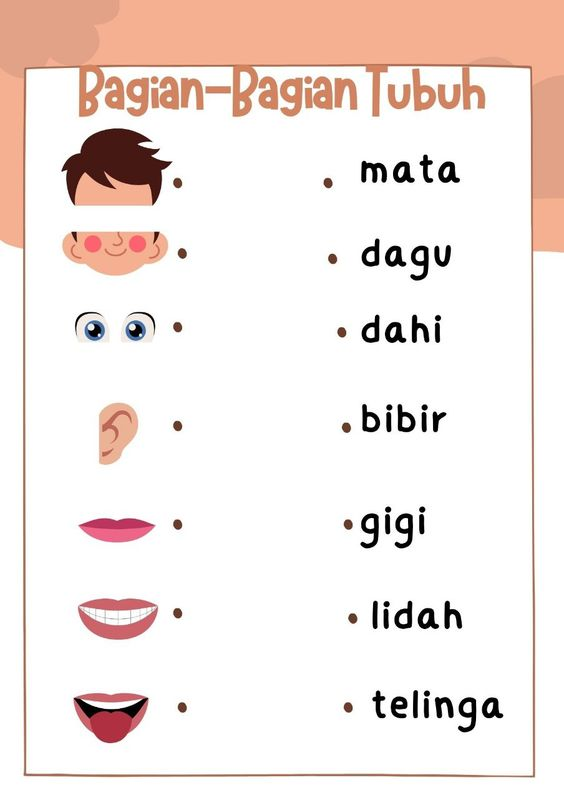 Bagian-Bagian Tubuh
mata
dagu
dahi
bibir
gigi
lidah
telinga